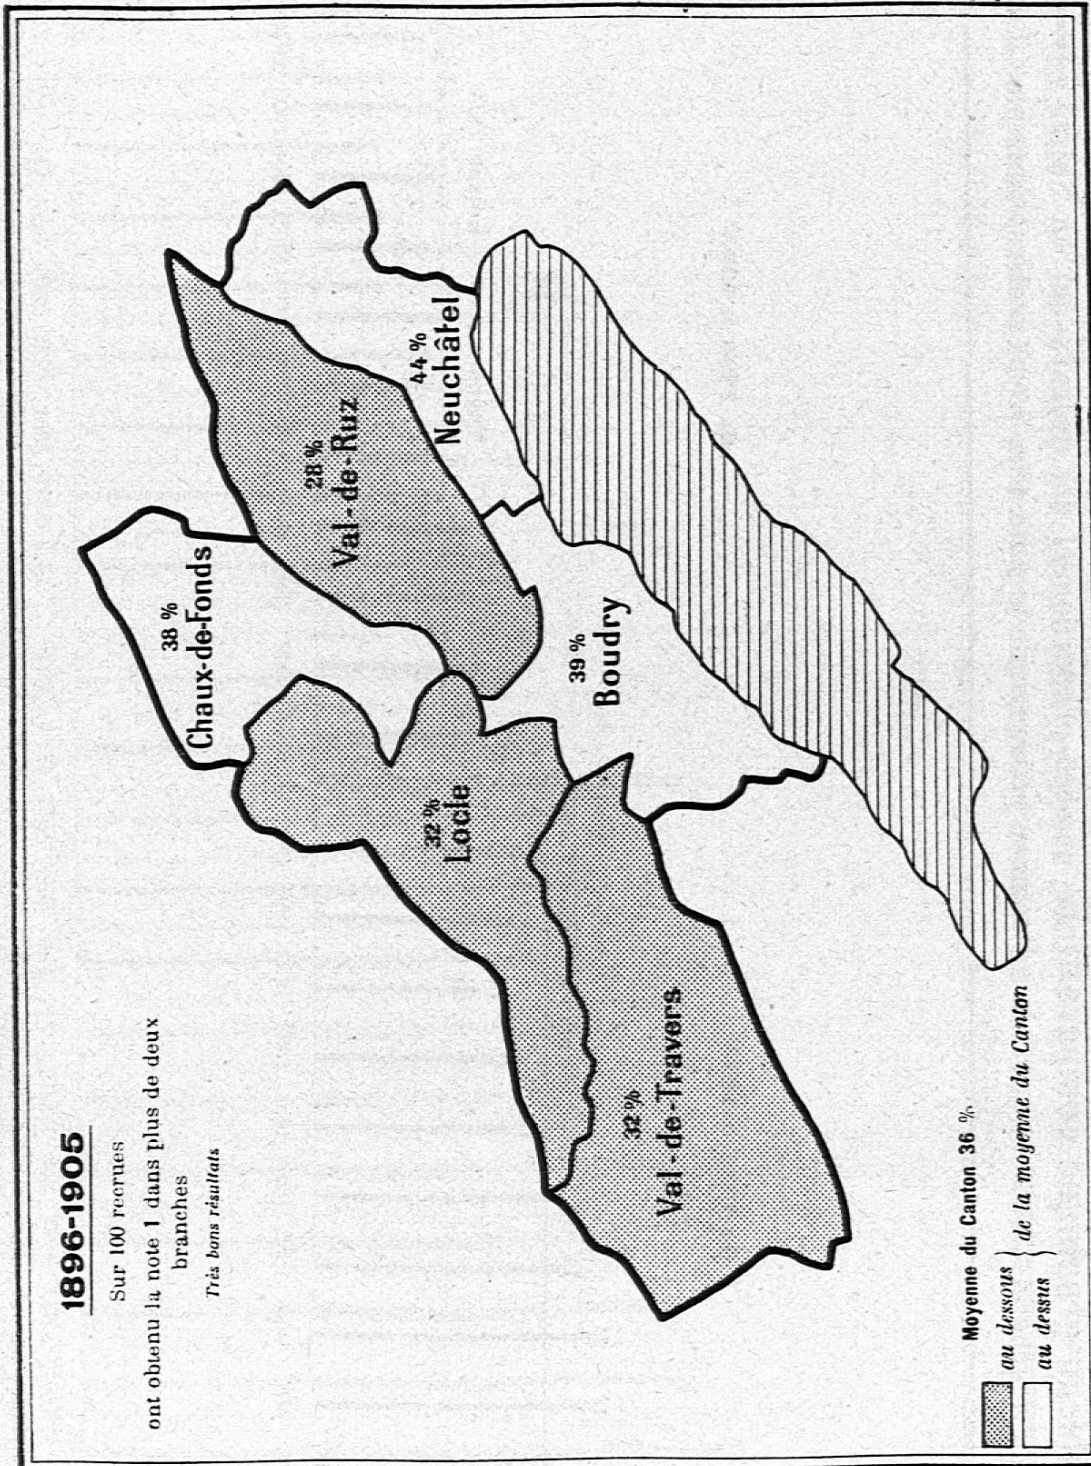 1896-1905
Sur 100 recrues
ont obtenu la note 1 dans plus de deux
branches
Très bons résultats
38 %
Chaux-de-Fonds
28 %
Val-de-Ruz
44 %
Neuchâtel
32 %
Locle
39 %
Boudry
32 %
Val-de-Travers
Moyenne du Canton 36 %
au dessous } de la moyenne du Canton
au dessus